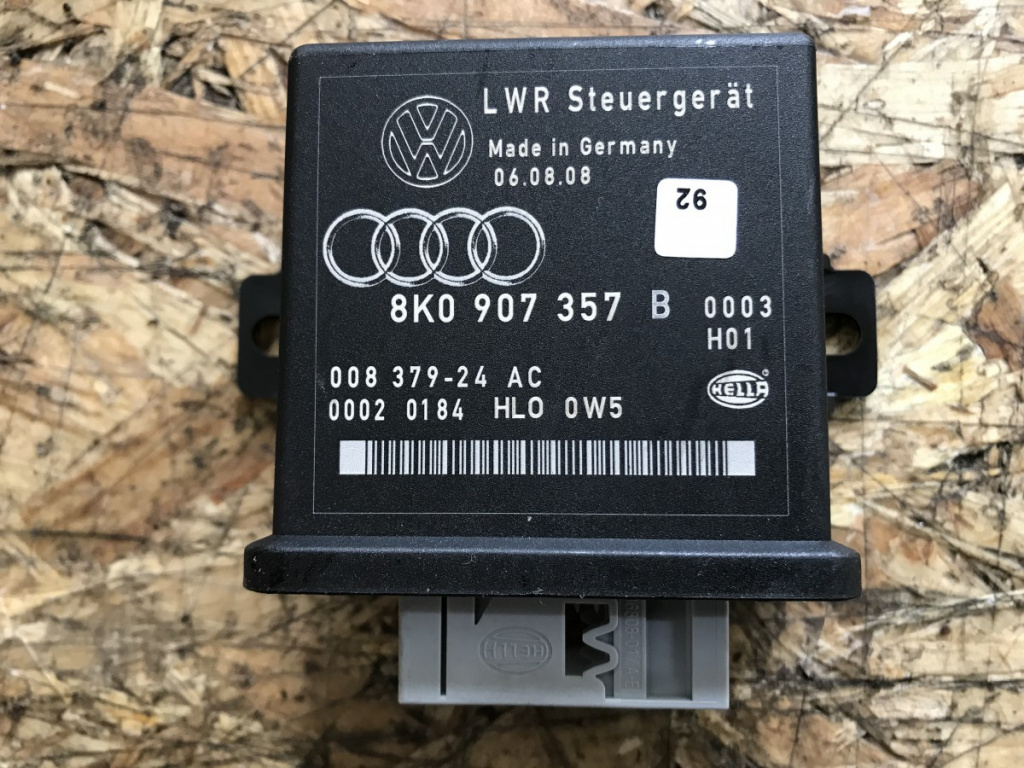 LWR Steuergerät
Made in Germany
06.08.08
92
8K0 907 357 B 0003
H01
008 379-24 AC
HELLA
0002 0184 HL0 0W5
HELLA